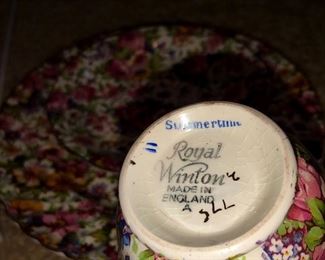 Summertime
Royal
Winton
MADE IN
ENGLAND
A